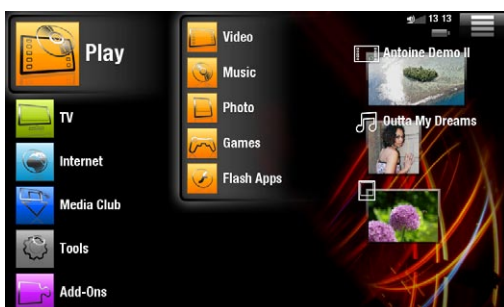 13 13
Play
Video
Music
Photo
Games
Flash Apps
TV
Internet
Media Club
Tools
Add-Ons
Antoine Demo II
Outta My Dreams